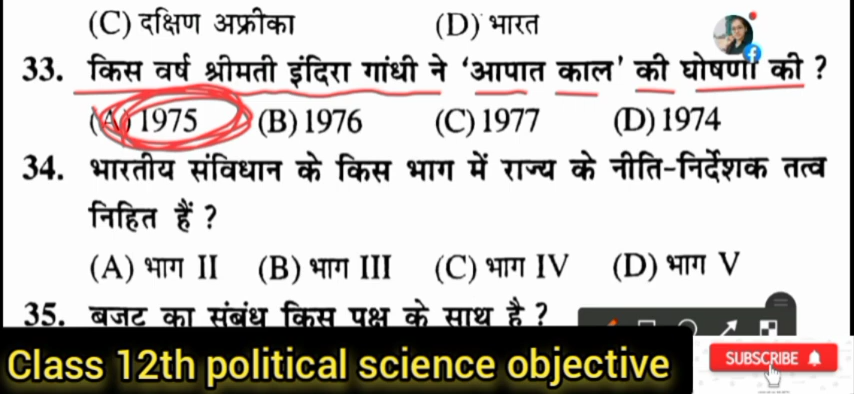 (C) दक्षिण अफ्रीका (D) भारत
33. किस वर्ष श्रीमती इंदिरा गांधी ने ‘आपात काल’ की घोषणा की ?
(A) 1975 (B) 1976 (C) 1977 (D) 1974
34. भारतीय संविधान के किस भाग में राज्य के नीति-निर्देशक तत्व
निहित हैं ?
(A) भाग II (B) भाग III (C) भाग IV (D) भाग V
35. बजट का संबंध किस पक्ष के साथ है ?
Class 12th political science objective
SUBSCRIBE